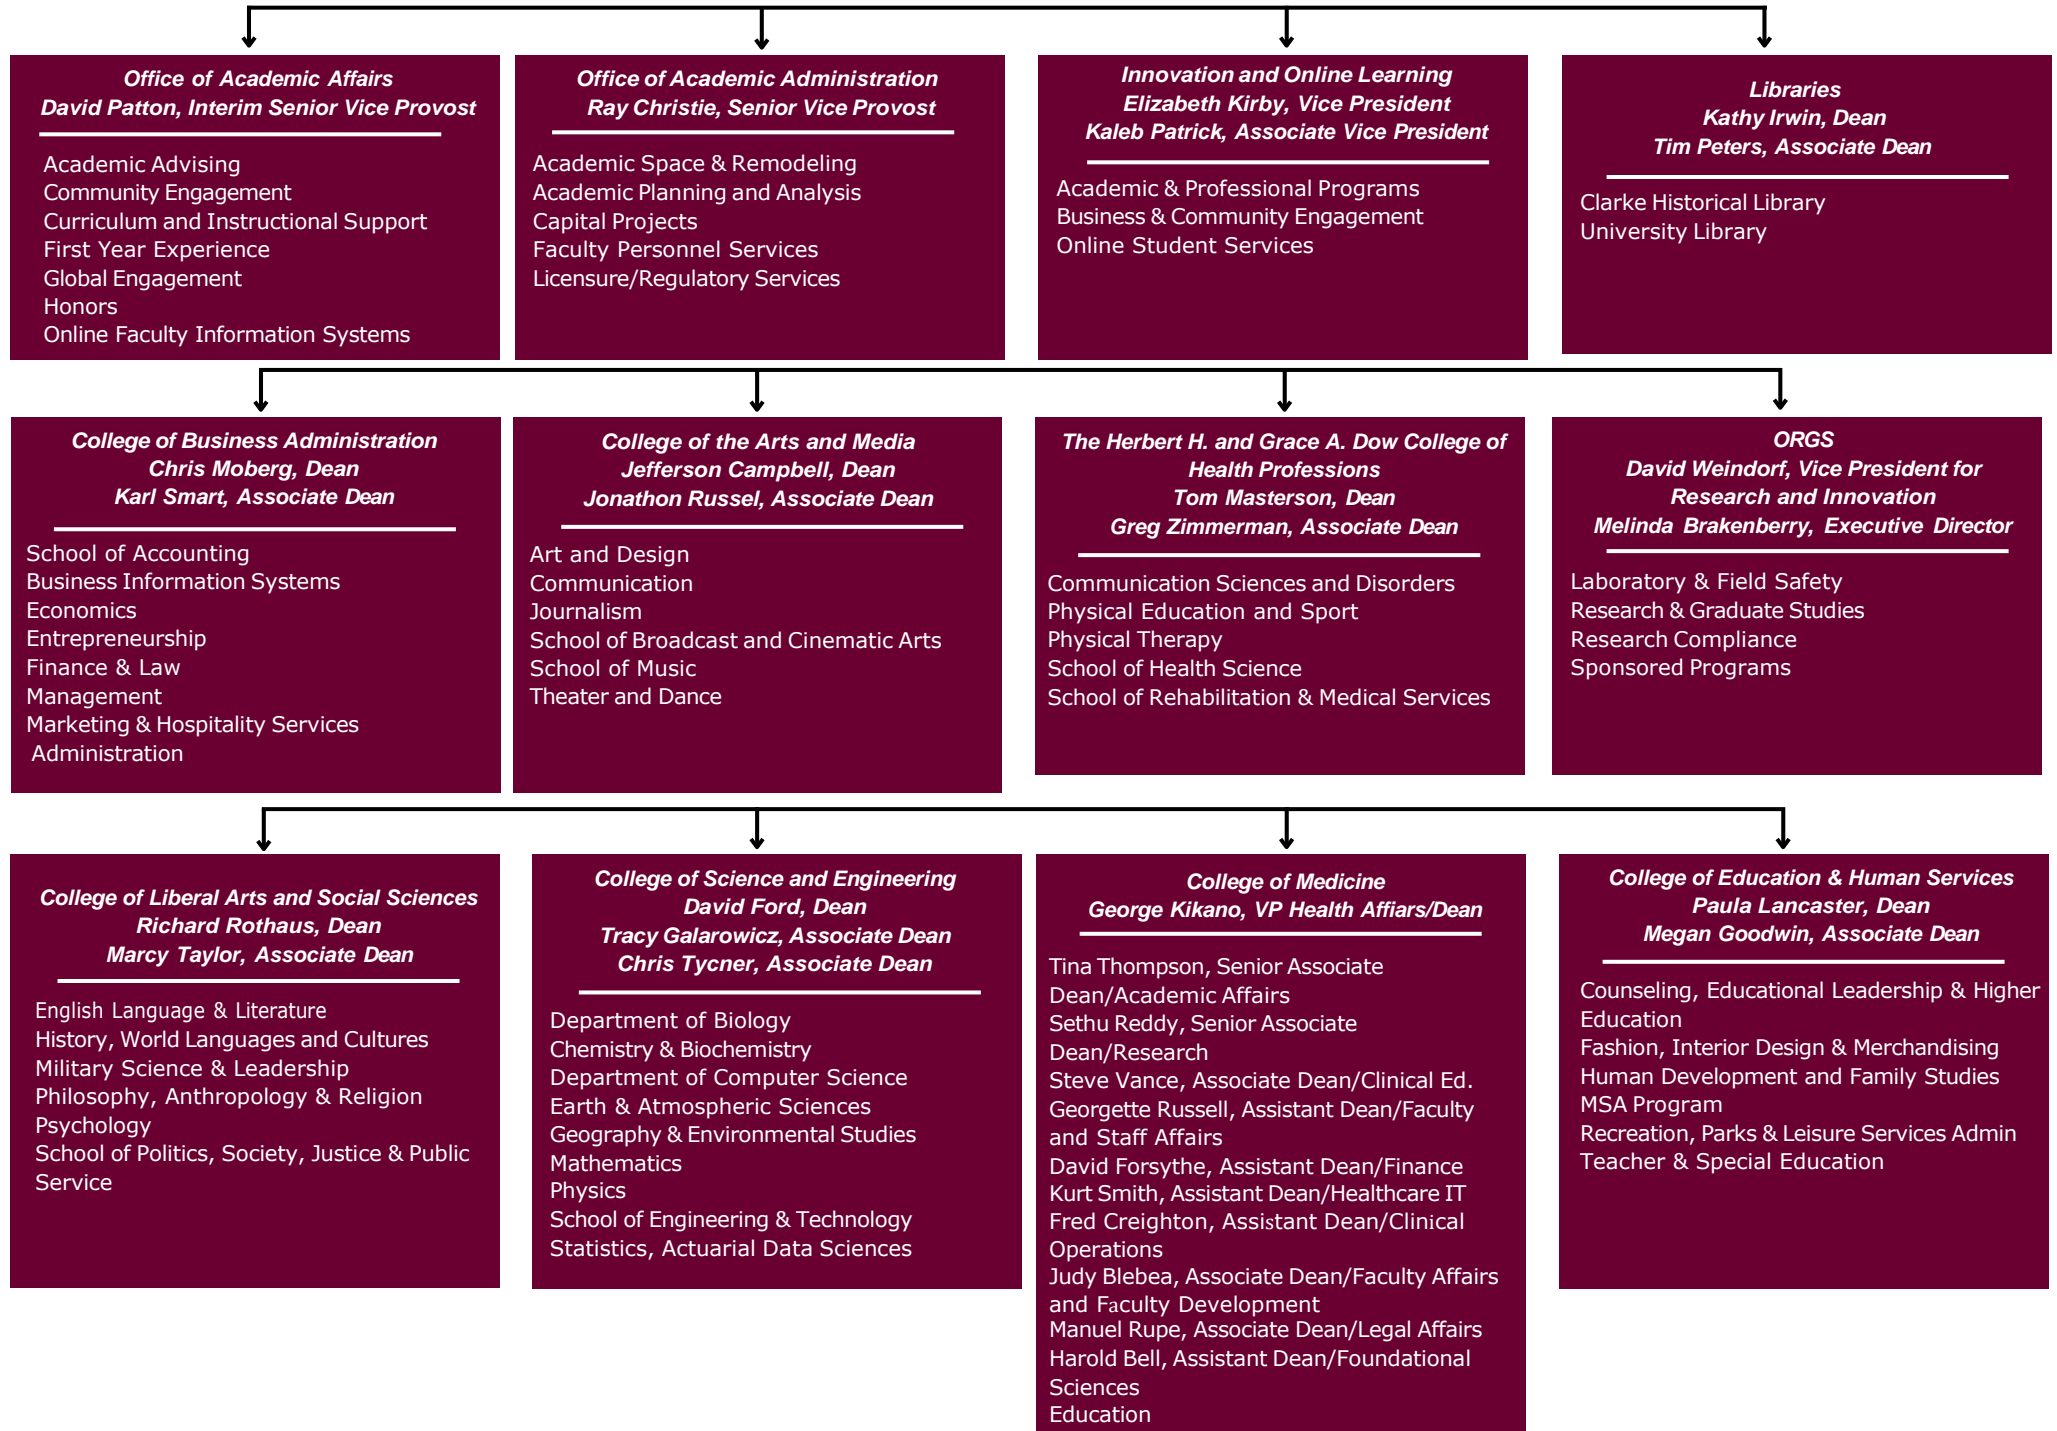 Office of Academic Affairs
David Patton, Interim Senior Vice Provost
Academic Advising
Community Engagement
Curriculum and Instructional Support
First Year Experience
Global Engagement
Honors
Online Faculty Information Systems
Office of Academic Administration
Ray Christie, Senior Vice Provost
Academic Space & Remodeling
Academic Planning and Analysis
Capital Projects
Faculty Personnel Services
Licensure/Regulatory Services
Innovation and Online Learning
Elizabeth Kirby, Vice President
Kaleb Patrick, Associate Vice President
Academic & Professional Programs
Business & Community Engagement
Online Student Services
Libraries
Kathy Irwin, Dean
Tim Peters, Associate Dean
Clarke Historical Library
University Library
College of Business Administration
Chris Moberg, Dean
Karl Smart, Associate Dean
School of Accounting
Business Information Systems
Economics
Entrepreneurship
Finance & Law
Management
Marketing & Hospitality Services
Administration
College of the Arts and Media
Jefferson Campbell, Dean
Jonathon Russel, Associate Dean
Art and Design
Communication
Journalism
School of Broadcast and Cinematic Arts
School of Music
Theater and Dance
The Herbert H. and Grace A. Dow College of
Health Professions
Tom Masterson, Dean
Greg Zimmerman, Associate Dean
Communication Sciences and Disorders
Physical Education and Sport
Physical Therapy
School of Health Science
School of Rehabilitation & Medical Services
ORGS
David Weindorf, Vice President for
Research and Innovation
Melinda Brakenberry, Executive Director
Laboratory & Field Safety
Research & Graduate Studies
Research Compliance
Sponsored Programs
College of Liberal Arts and Social Sciences
Richard Rothaus, Dean
Marcy Taylor, Associate Dean
English Language & Literature
History, World Languages and Cultures
Military Science & Leadership
Philosophy, Anthropology & Religion
Psychology
School of Politics, Society, Justice & Public
Service
College of Science and Engineering
David Ford, Dean
Tracy Galarowicz, Associate Dean
Chris Tycner, Associate Dean
Department of Biology
Chemistry & Biochemistry
Department of Computer Science
Earth & Atmospheric Sciences
Geography & Environmental Studies
Mathematics
Physics
School of Engineering & Technology
Statistics, Actuarial Data Sciences
College of Medicine
George Kikano, VP Health Affiars/Dean
Tina Thompson, Senior Associate
Dean/Academic Affairs
Sethu Reddy, Senior Associate
Dean/Research
Steve Vance, Associate Dean/Clinical Ed.
Georgette Russell, Assistant Dean/Faculty
and Staff Affairs
David Forsythe, Assistant Dean/Finance
Kurt Smith, Assistant Dean/Healthcare IT
Fred Creighton, Assistant Dean/Clinical
Operations
Judy Blebea, Associate Dean/Faculty Affairs
and Faculty Development
Manuel Rupe, Associate Dean/Legal Affairs
Harold Bell, Assistant Dean/Foundational
Sciences
Education
College of Education & Human Services
Paula Lancaster, Dean
Megan Goodwin, Associate Dean
Counseling, Educational Leadership & Higher
Education
Fashion, Interior Design & Merchandising
Human Development and Family Studies
MSA Program
Recreation, Parks & Leisure Services Admin
Teacher & Special Education